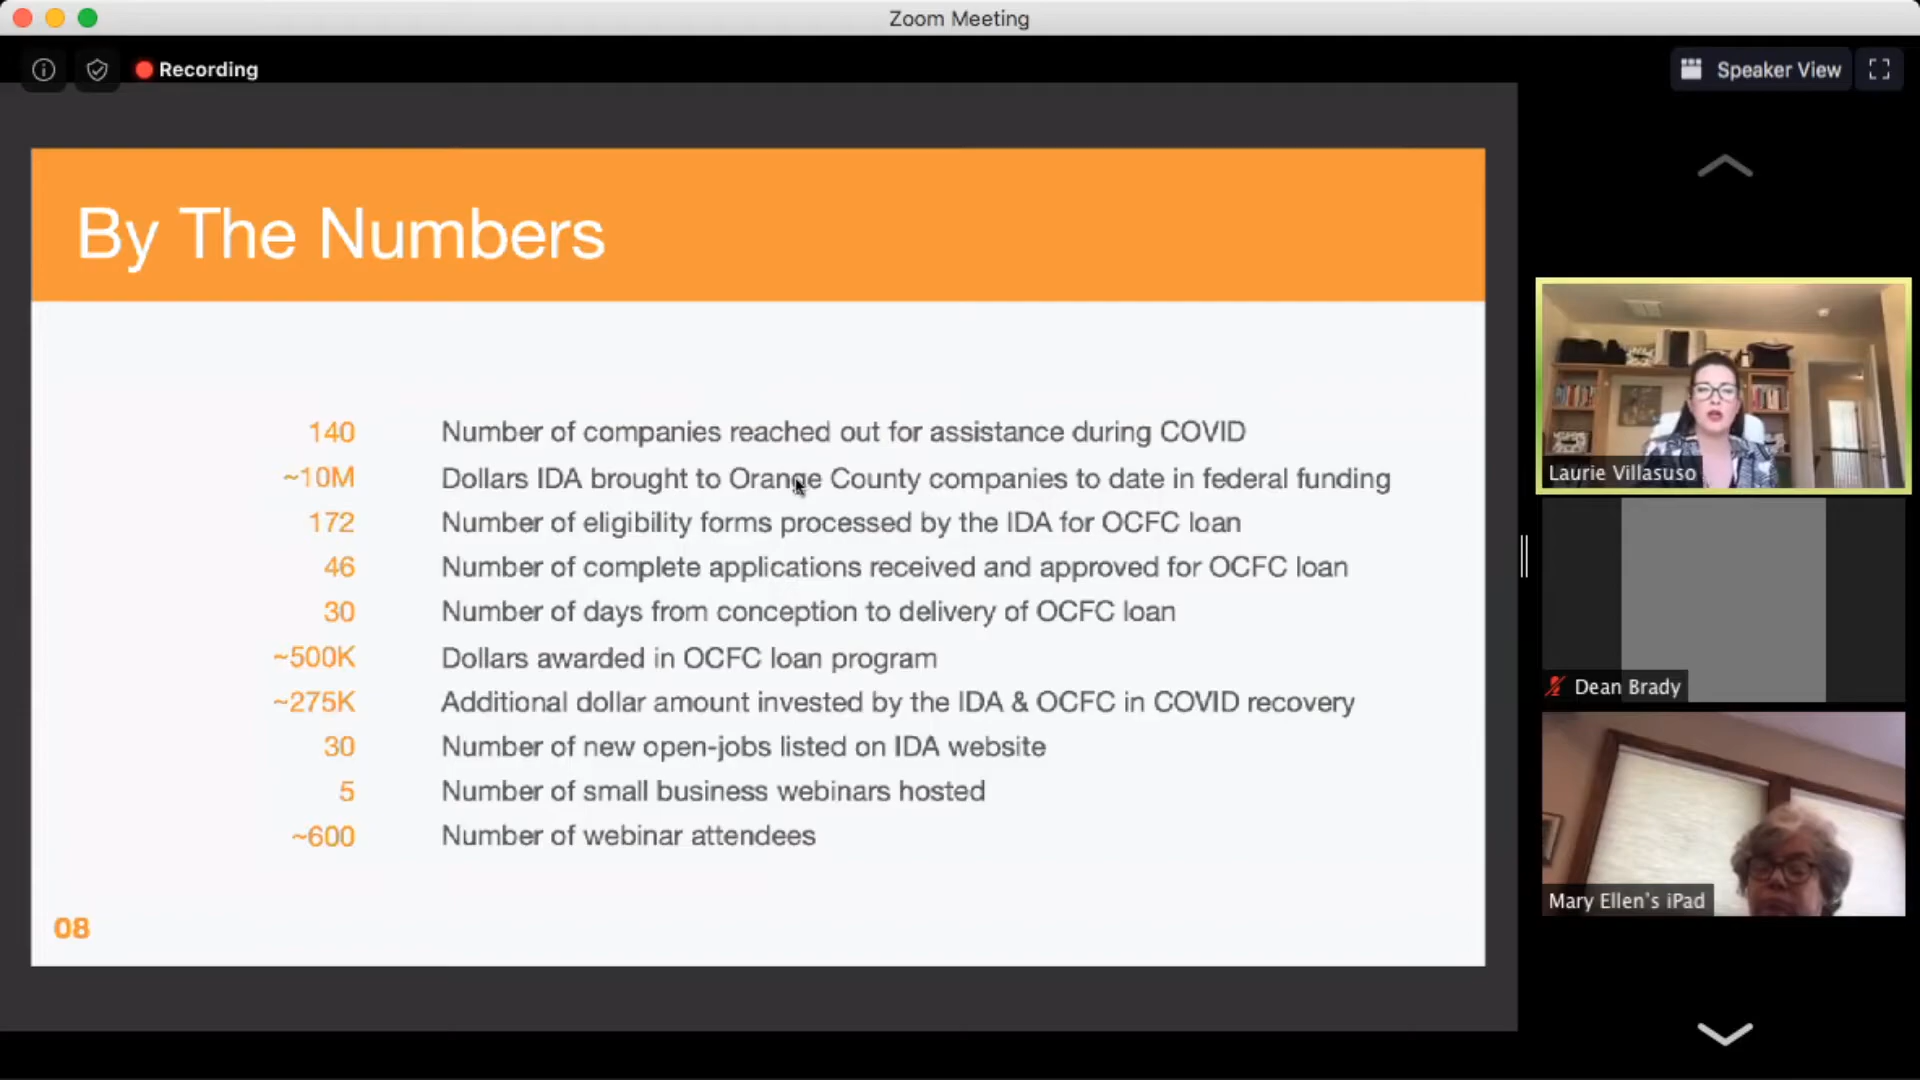 Zoom Meeting
Recording
Speaker View
By The Numbers
140 Number of companies reached out for assistance during COVID
~10M Dollars IDA brought to Orange County companies to date in federal funding
172 Number of eligibility forms processed by the IDA for OCFC loan
46 Number of complete applications received and approved for OCFC loan
30 Number of days from conception to delivery of OCFC loan
~500K Dollars awarded in OCFC loan program
~275K Additional dollar amount invested by the IDA & OCFC in COVID recovery
30 Number of new open-jobs listed on IDA website
5 Number of small business webinars hosted
~600 Number of webinar attendees
08
Laurie Villasuso
Dean Brady
Mary Ellen's iPad